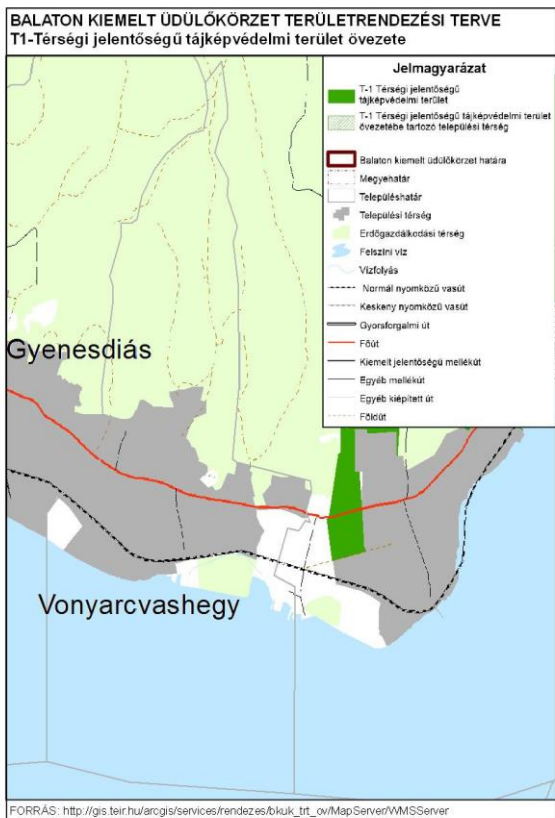 BALATON KIEMELT ÜDÜLŐKÖRZET TERÜLETRENDEZÉSI TERVE
T1-Térségi jelentőségű tájképvédelmi terület övezete
Jelmagyarázat
T-1 Térségi jelentőségű
tájképvédelmi terület
T-1 Térségi jelentőségű tájképvédelmi terület
övezetébe tartozó települési térség
Balaton kiemelt üdülőkörzet határa
Megyehatár
Településhatár
Települési térség
Erdőgazdálkodási térség
Felszíni víz
Vízfolyás
Normál nyomközű vasút
Keskeny nyomközű vasút
Gyorsforgalmi út
Főút
Kiemelt jelentőségű mellékút
Egyéb mellékút
Egyéb kiépített út
Földút
Gyenesdiás
Vonyarcvashegy
FORRÁS: http://gis.teir.hu/arcgis/services/rendezes/bkuk_trt_ov/MapServer/WMSServer